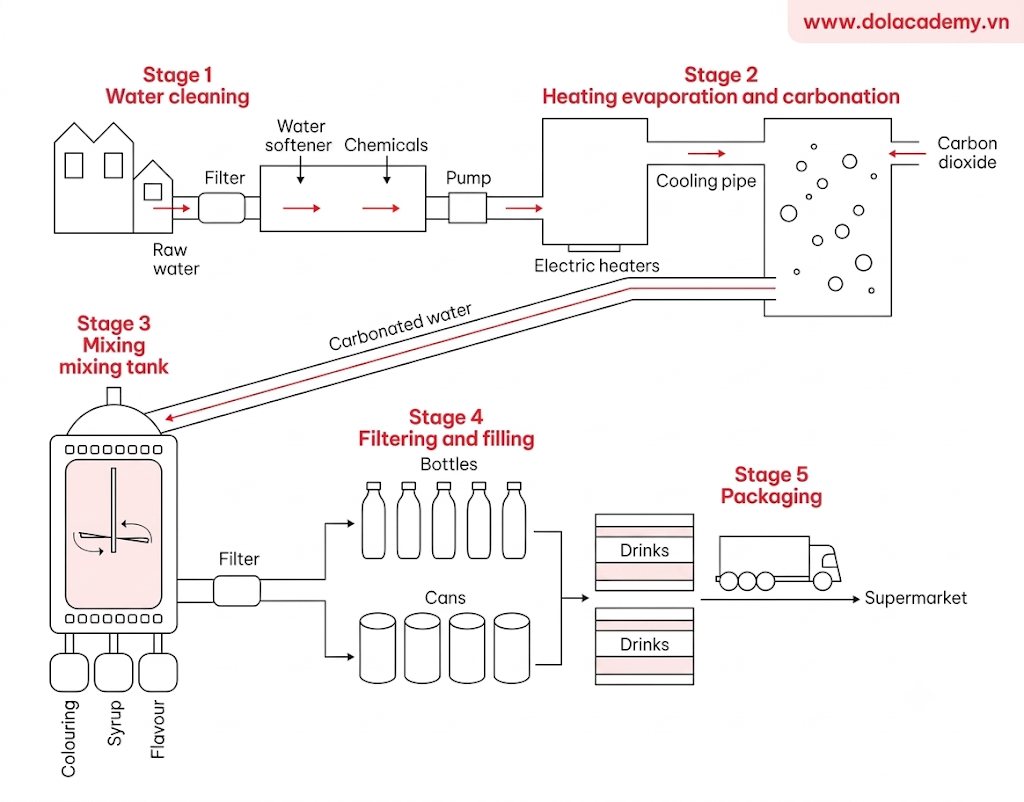 www.dolacademy.vn
Stage 1
Water cleaning
Stage 2
Heating evaporation and carbonation
Water
softener
Chemicals
Filter
Pump
Raw
water
Cooling pipe
Carbon
dioxide
Electric heaters
Carbonated water
Stage 3
Mixing
mixing tank
Colouring
Syrup
Flavour
Filter
Stage 4
Filtering and filling
Bottles
Cans
Drinks
Drinks
Stage 5
Packaging
Supermarket